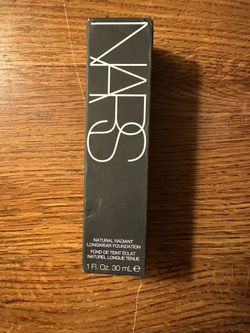 NARS
NATURAL RADIANT
LONGWEAR FOUNDATION
FOND DE TEINT ÉCLAT
NATUREL LONGUE TENUE
1 Fl. Oz. 30 mL ℮